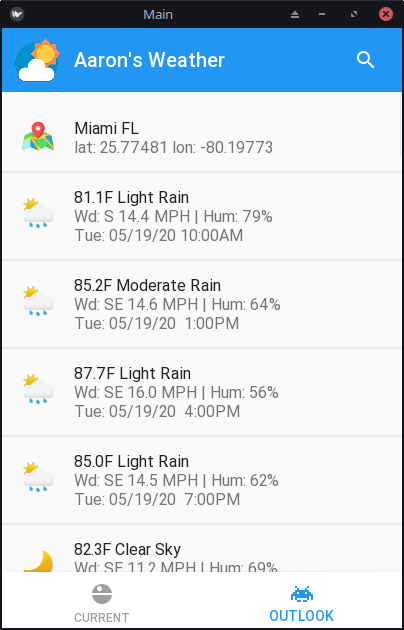 Main
Aaron's Weather
Miami FL
lat: 25.77481 lon: -80.19773
81.1F Light Rain
Wd: S 14.4 MPH | Hum: 79%
Tue: 05/19/20 10:00AM
85.2F Moderate Rain
Wd: SE 14.6 MPH | Hum: 64%
Tue: 05/19/20  1:00PM
87.7F Light Rain
Wd: SE 16.0 MPH | Hum: 56%
Tue: 05/19/20  4:00PM
85.0F Light Rain
Wd: SE 14.5 MPH | Hum: 62%
Tue: 05/19/20  7:00PM
82.3F Clear Sky
Wd: SE 11.2 MPH | Hum: 69%
CURRENT
OUTLOOK